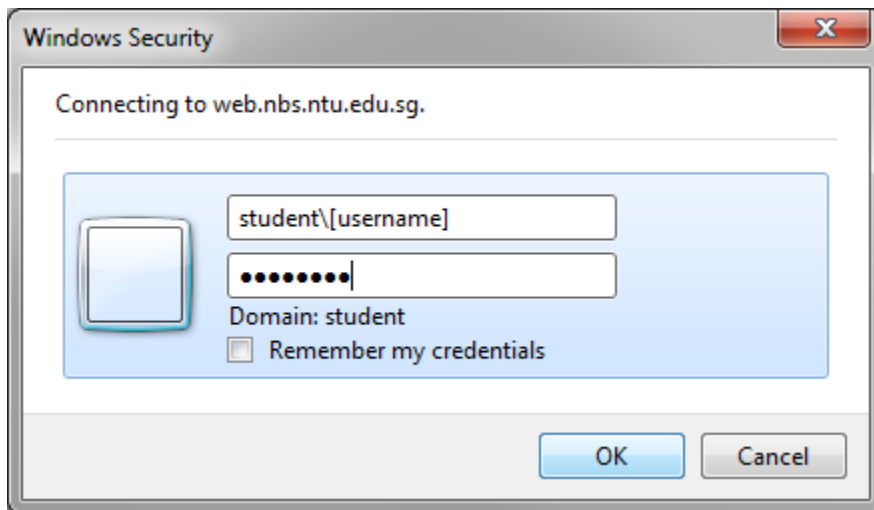 Windows Security
Connecting to web.nbs.ntu.edu.sg.
student\[username]
●●●●●●●●
Domain: student
Remember my credentials
OK
Cancel